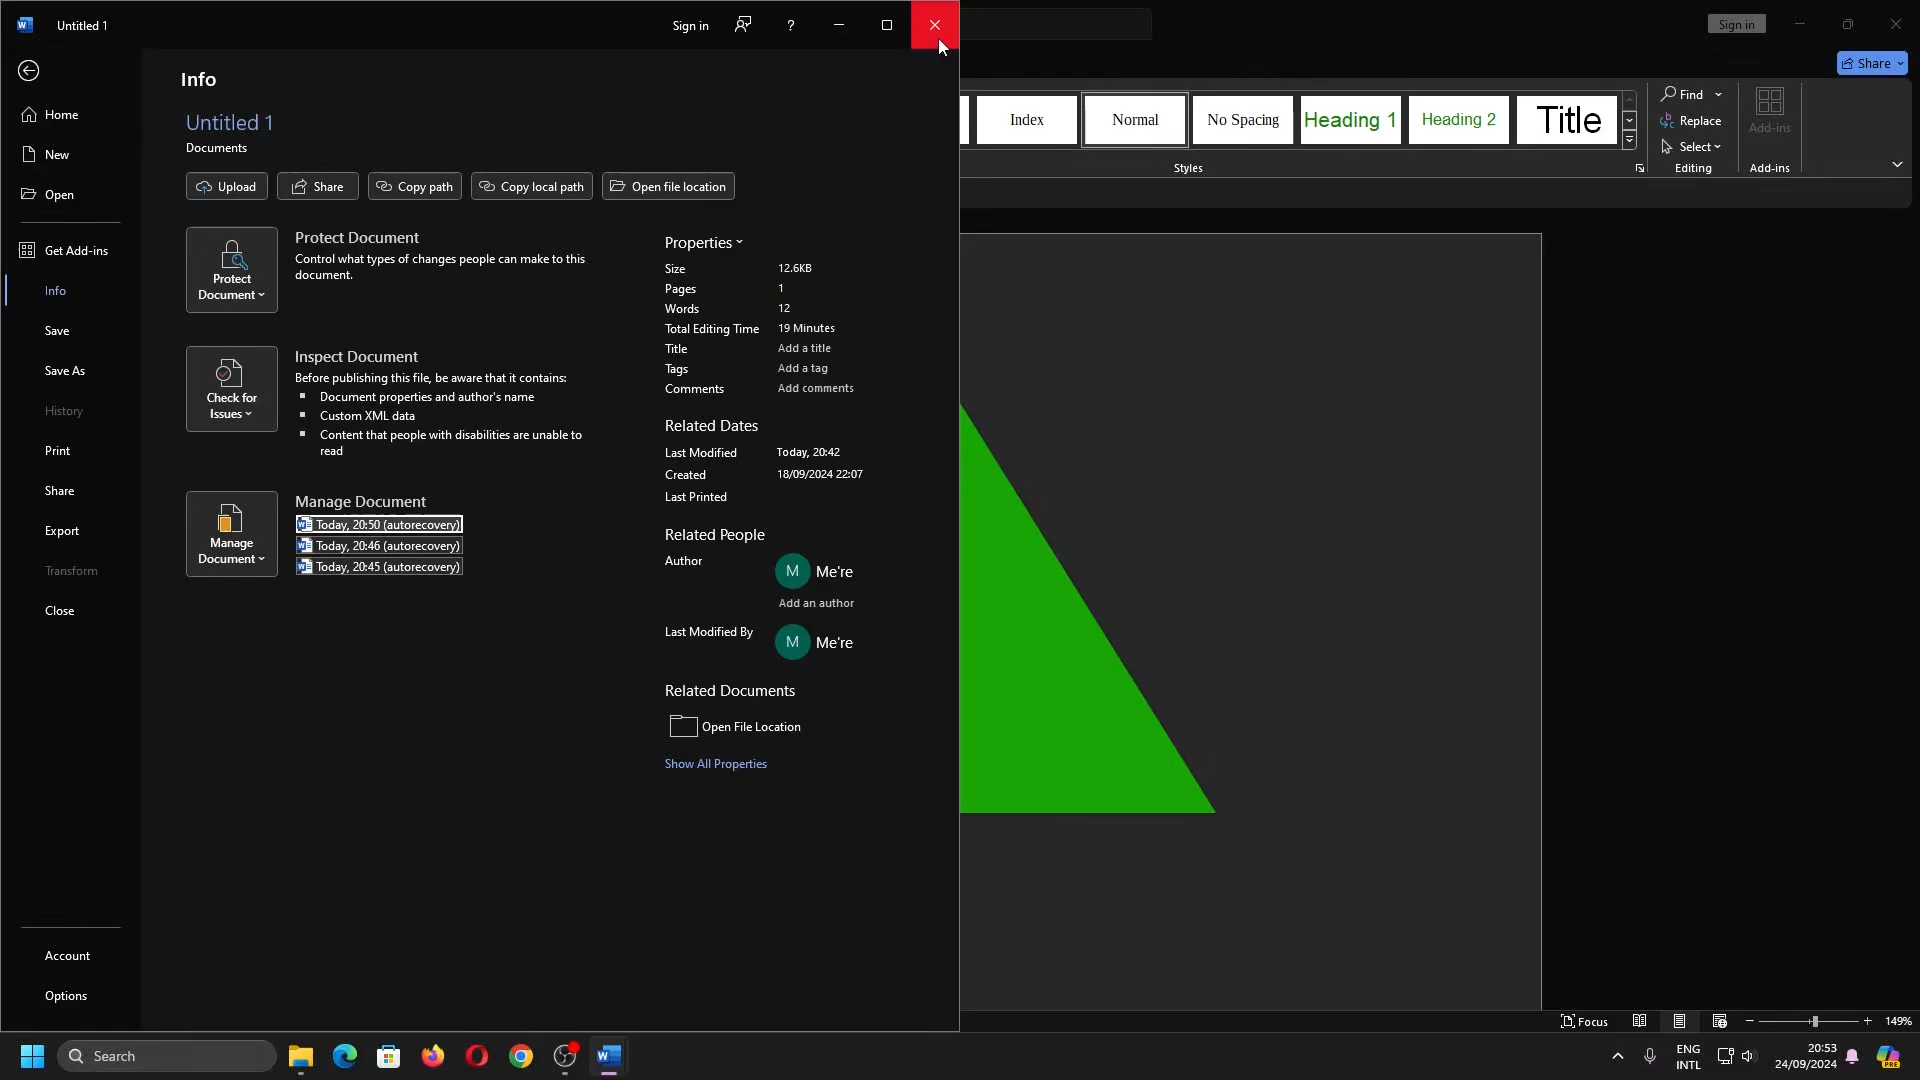 Untitled 1
Sign in
?
Sign in
Share
Home
New
Open
Get Add-ins
Info
Save
Save As
History
Print
Share
Export
Transform
Close
Account
Options
Info
Untitled 1
Documents
Upload
Share
Copy path
Copy local path
Open file location
Protect
Document
Protect Document
Control what types of changes people can make to this
document.
Check for
Issues
Inspect Document
Before publishing this file, be aware that it contains:
Document properties and author's name
Custom XML data
Content that people with disabilities are unable to
read
Manage
Document
Manage Document
Today, 20:50 (autorecovery)
Today, 20:46 (autorecovery)
Today, 20:45 (autorecovery)
Properties
Size 12.6KB
Pages 1
Words 12
Total Editing Time 19 Minutes
Title Add a title
Tags Add a tag
Comments Add comments
Related Dates
Last Modified Today, 20:42
Created 18/09/2024 22:07
Last Printed
Related People
Author
M Me're
Add an author
Last Modified By
M Me're
Related Documents
Open File Location
Show All Properties
Index
Normal
No Spacing
Heading 1
Heading 2
Title
Styles
Find
Replace
Select
Editing
Add-ins
Add-ins
Focus
149%
Search
ENG
INTL
20:53
24/09/2024
PRE